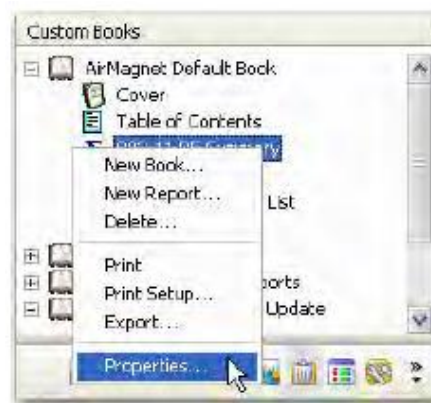 Custom Books
AirMagnet Default Book
Cover
Table of Contents
New Book...
New Report...
List
Delete...
Print
Print Setup...
Update
Export...
Properties...